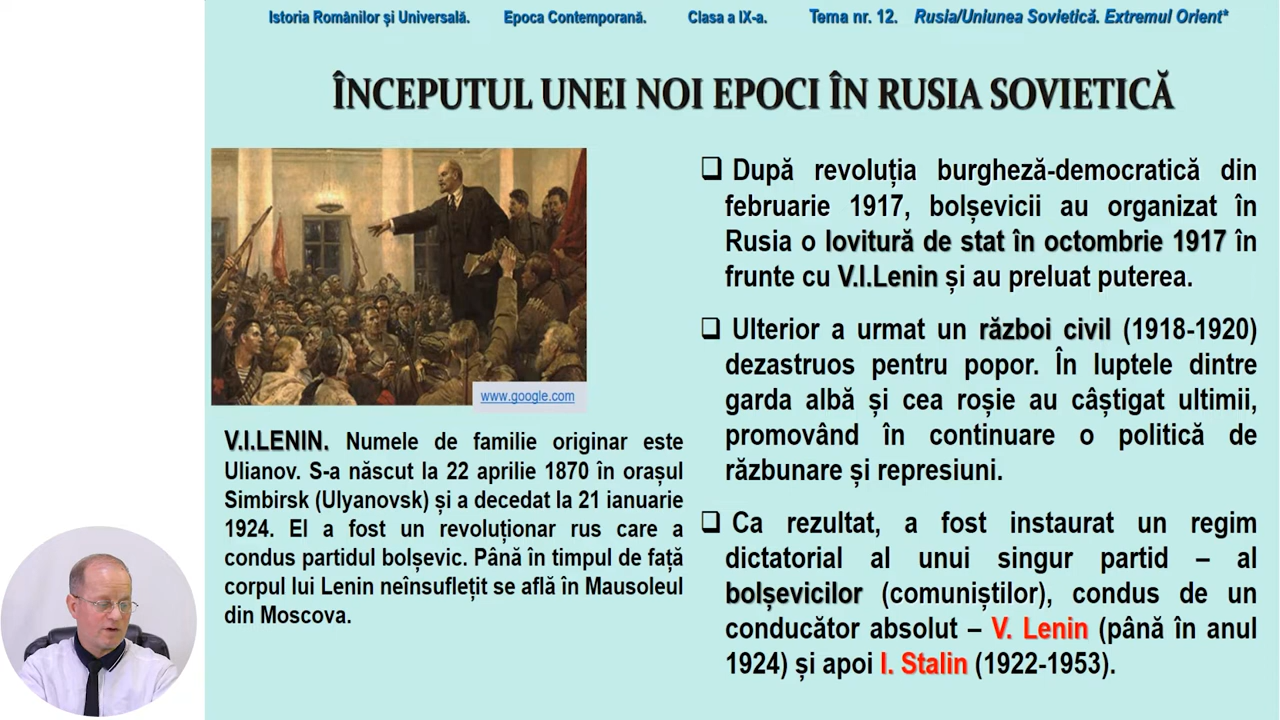 Istoria Românilor și Universală. Epoca Contemporană. Clasa a IX-a. Tema nr. 12. Rusia/Uniunea Sovietică. Extremul Orient*
ÎNCEPUTUL UNEI NOI EPOCI ÎN RUSIA SOVIETICĂ
www.google.com
V.I.LENIN. Numele de familie originar este
Ulianov. S-a născut la 22 aprilie 1870 în orașul
Simbirsk (Ulyanovsk) și a decedat la 21 ianuarie
1924. El a fost un revoluționar rus care a
condus partidul bolșevic. Până în timpul de față
corpul lui Lenin neînsuflețit se află în Mausoleul
din Moscova.
După revoluția burgheză-democratică din
februarie 1917, bolșevicii au organizat în
Rusia o lovitură de stat în octombrie 1917 în
frunte cu V.I.Lenin și au preluat puterea.
Ulterior a urmat un război civil (1918-1920)
dezastruos pentru popor. În luptele dintre
garda albă și cea roșie au câștigat ultimii,
promovând în continuare o politică de
răzbunare și represiuni.
Ca rezultat, a fost instaurat un regim
dictatorial al unui singur partid – al
bolșevicilor (comuniștilor), condus de un
conducător absolut – V. Lenin (până în anul
1924) și apoi I. Stalin (1922-1953).